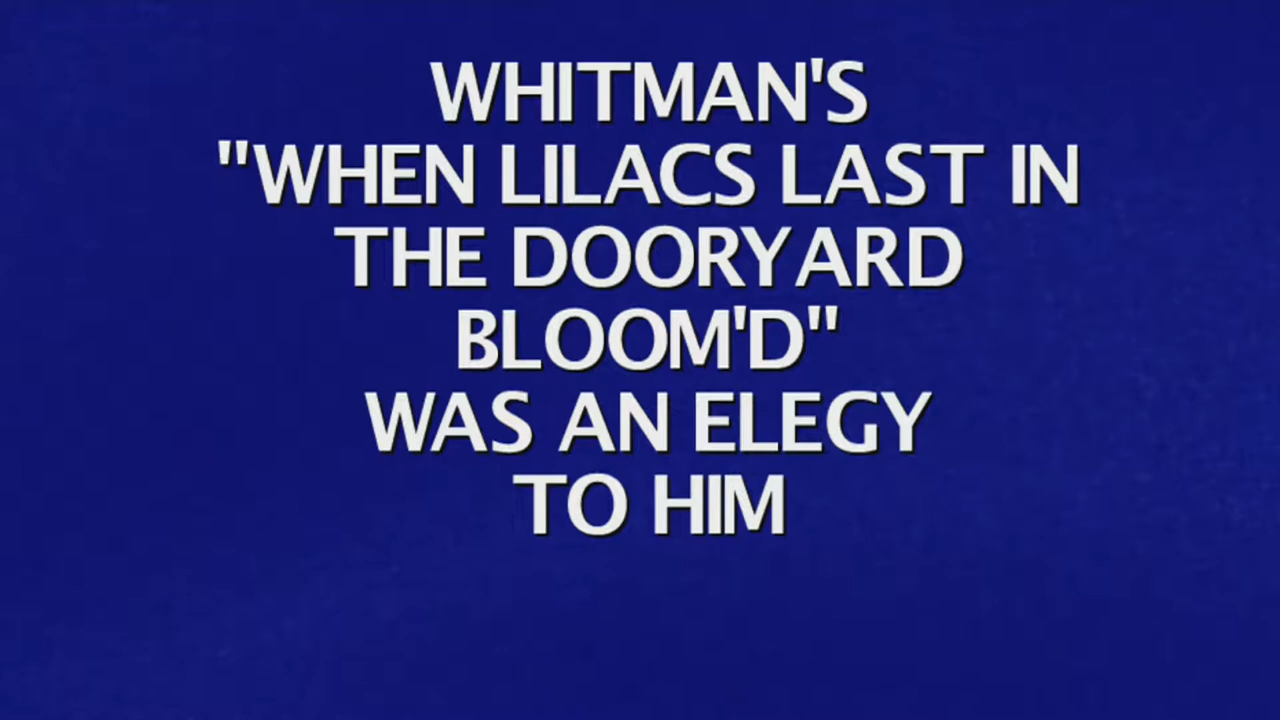 WHITMAN'S
"WHEN LILACS LAST IN
THE DOORYARD
BLOOM'D"
WAS AN ELEGY
TO HIM